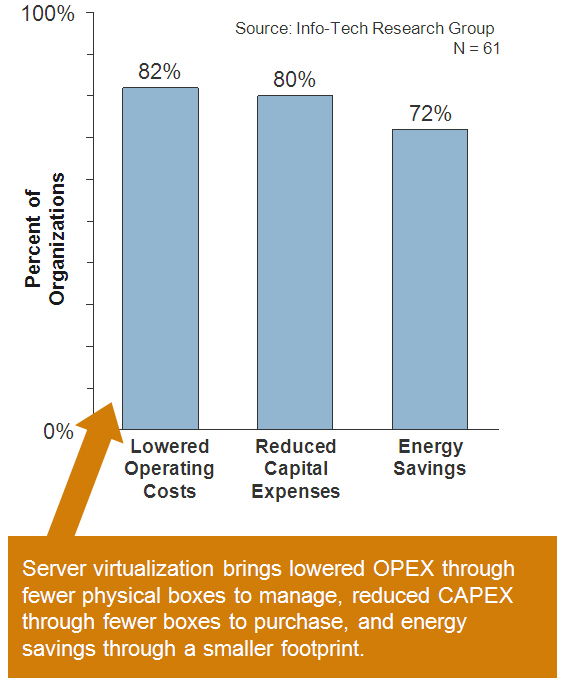 100%
Source: Info-Tech Research Group
N = 61
82%
80%
72%
Percent of
Organizations
0%
Lowered
Operating
Costs
Reduced
Capital
Expenses
Energy
Savings
Server virtualization brings lowered OPEX through
fewer physical boxes to manage, reduced CAPEX
through fewer boxes to purchase, and energy
savings through a smaller footprint.